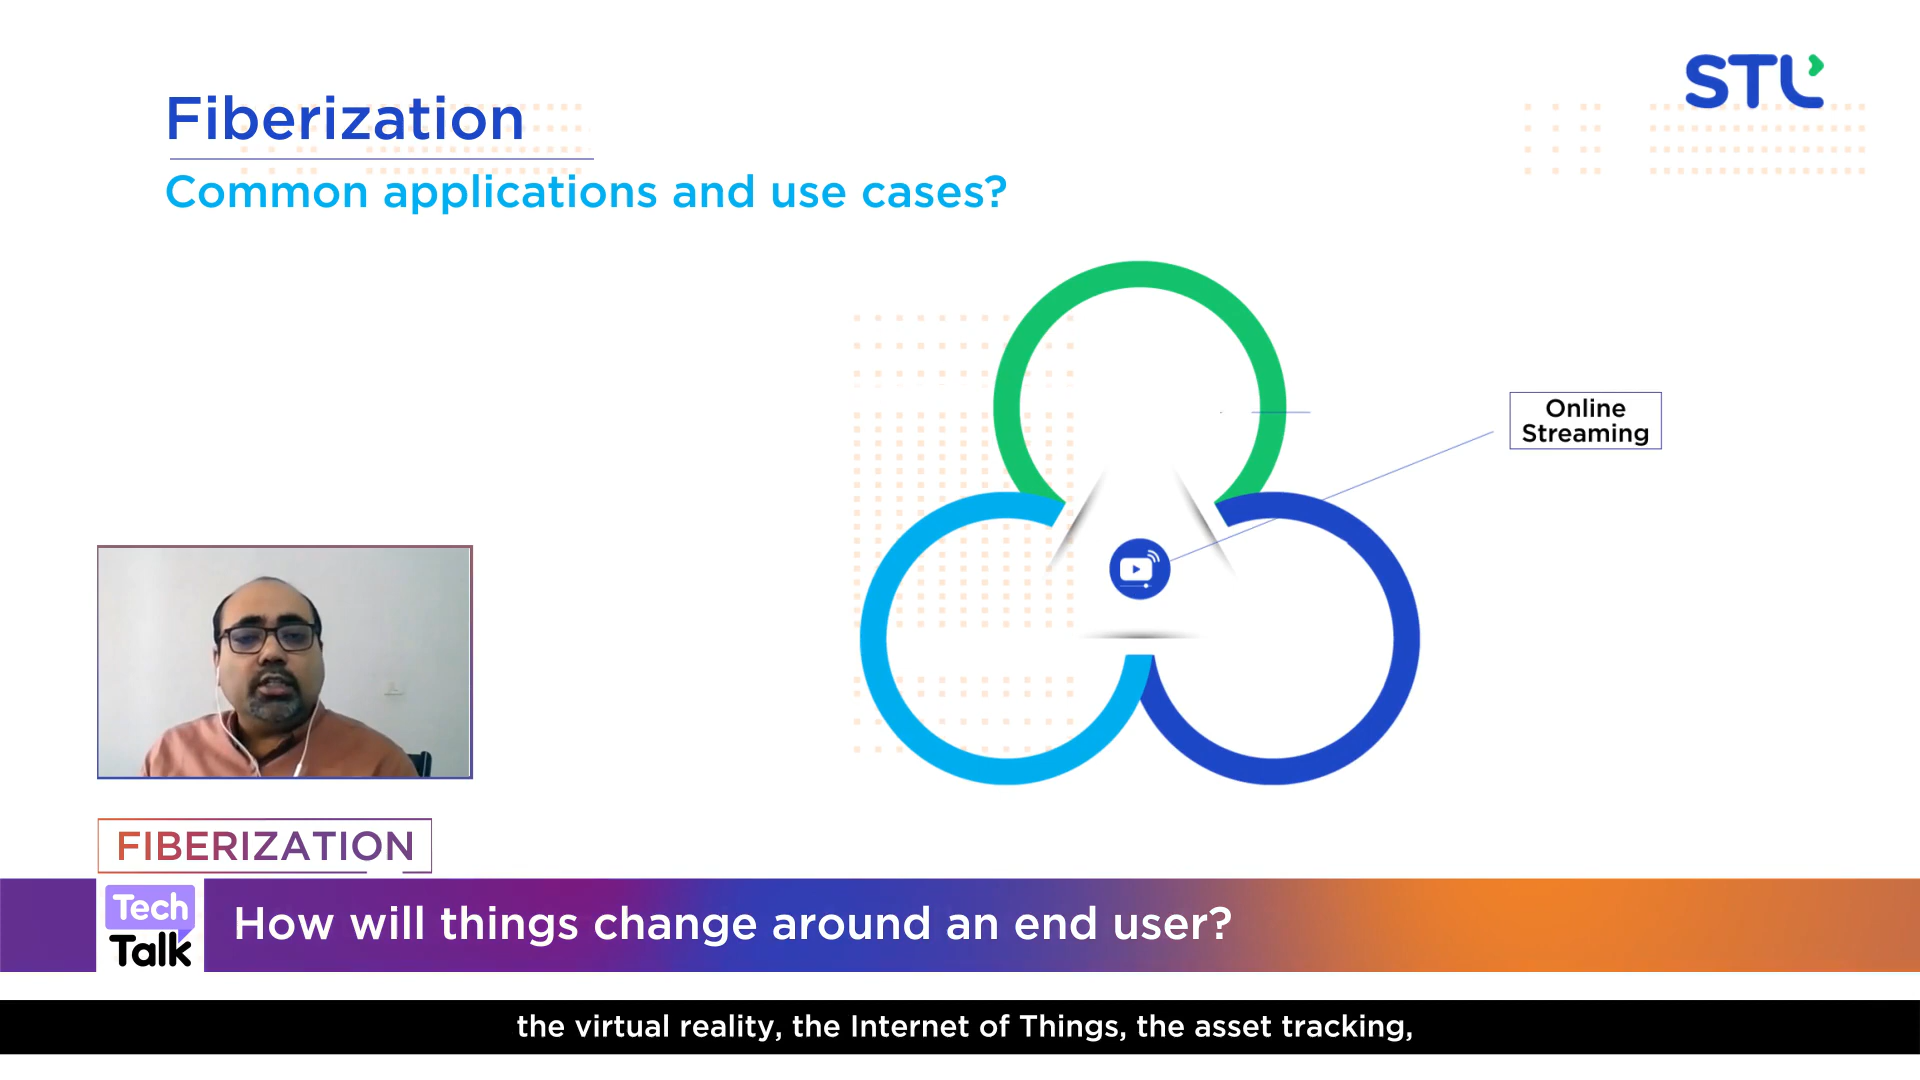 STL
Fiberization
Common applications and use cases?
Online
Streaming
FIBERIZATION
Tech
Talk
How will things change around an end user?
the virtual reality, the Internet of Things, the asset tracking,